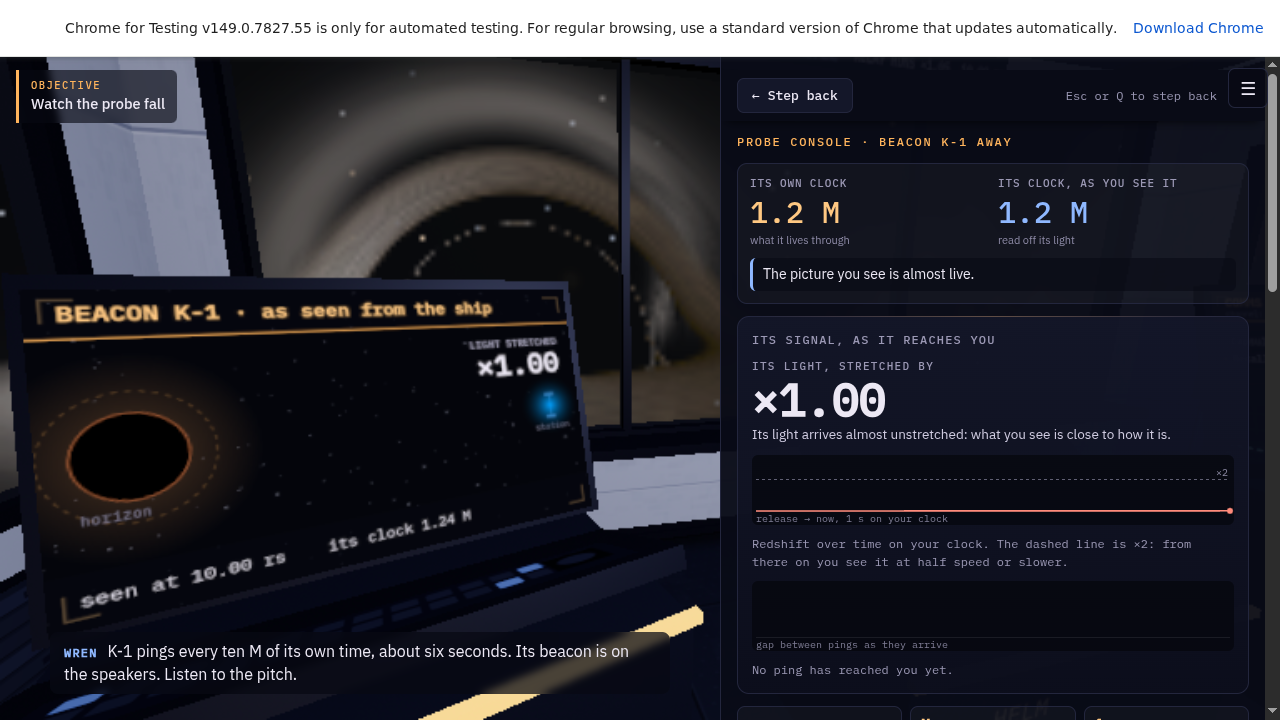 Chrome for Testing v149.0.7827.55 is only for automated testing. For regular browsing, use a standard version of Chrome that updates automatically. Download Chrome
OBJECTIVE
Watch the probe fall
BEACON K-1 · as seen from the ship
LIGHT STRETCHED
×1.00
station
horizon
seen at 10.00 rs
its clock 1.24 M
WREN K-1 pings every ten M of its own time, about six seconds. Its beacon is on
the speakers. Listen to the pitch.
← Step back
Esc or Q to step back
☰
PROBE CONSOLE · BEACON K-1 AWAY
ITS OWN CLOCK
1.2 M
what it lives through
ITS CLOCK, AS YOU SEE IT
1.2 M
read off its light
The picture you see is almost live.
ITS SIGNAL, AS IT REACHES YOU
ITS LIGHT, STRETCHED BY
×1.00
Its light arrives almost unstretched: what you see is close to how it is.
×2
release → now, 1 s on your clock
Redshift over time on your clock. The dashed line is ×2: from
there on you see it at half speed or slower.
gap between pings as they arrive
No ping has reached you yet.
HELM